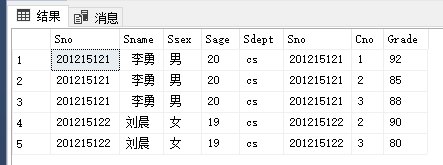 结果 消息
Sno Sname Ssex Sage Sdept Sno Cno Grade
1 201215121 李勇 男 20 cs 201215121 1 92
2 201215121 李勇 男 20 cs 201215121 2 85
3 201215121 李勇 男 20 cs 201215121 3 88
4 201215122 刘晨 女 19 cs 201215122 2 90
5 201215122 刘晨 女 19 cs 201215122 3 80